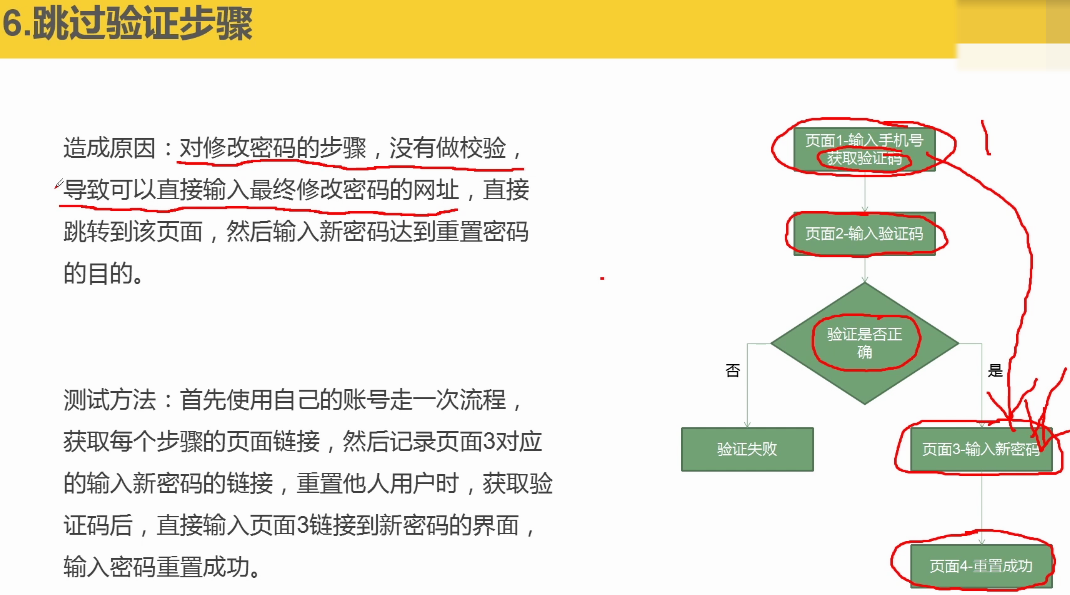 6.跳过验证步骤
造成原因：对修改密码的步骤，没有做校验，
导致可以直接输入最终修改密码的网址，直接
跳转到该页面，然后输入新密码达到重置密码
的目的。
测试方法：首先使用自己的账号走一次流程，
获取每个步骤的页面链接，然后记录页面3对应
的输入新密码的链接，重置他人用户时，获取验
证码后，直接输入页面3链接到新密码的界面，
输入密码重置成功。
页面1-输入手机号
获取验证码
页面2-输入验证码
验证是否正
确
否
是
验证失败
页面3-输入新密码
页面4-重置成功